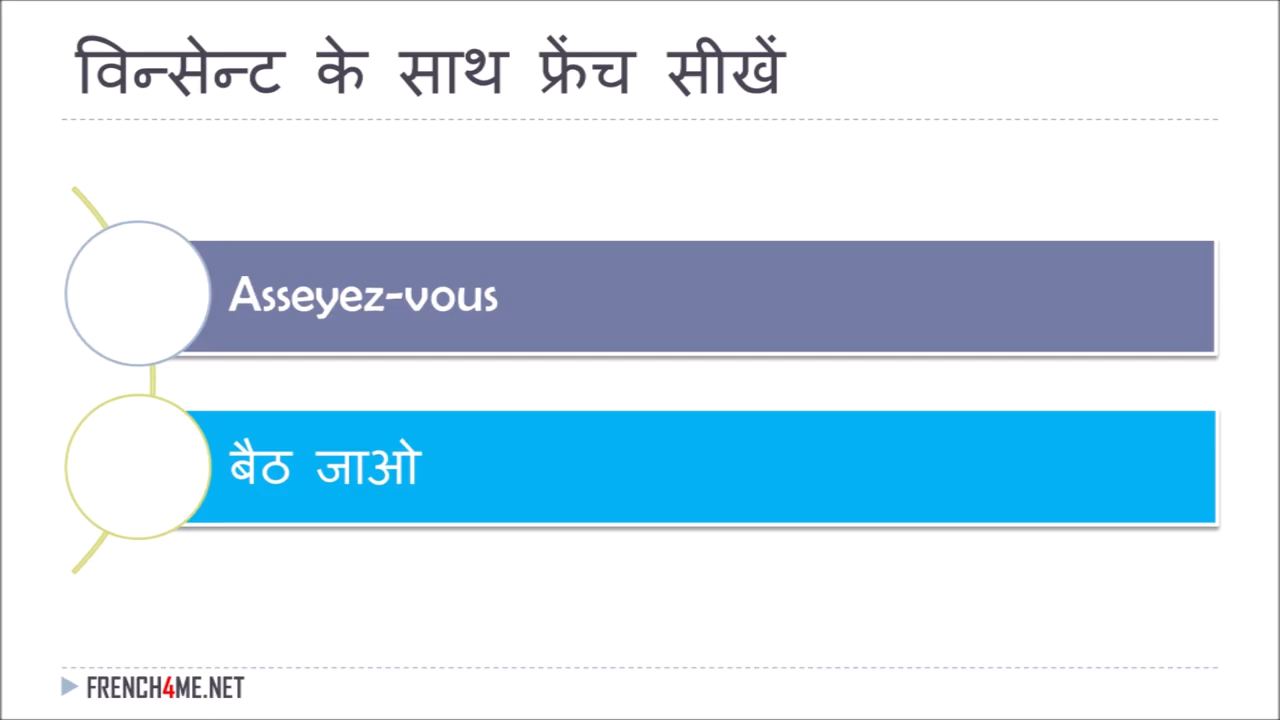 विन्सेन्ट के साथ फ्रेंच सीखें
Asseyez-vous
बैठ जाओ
FRENCH4ME.NET